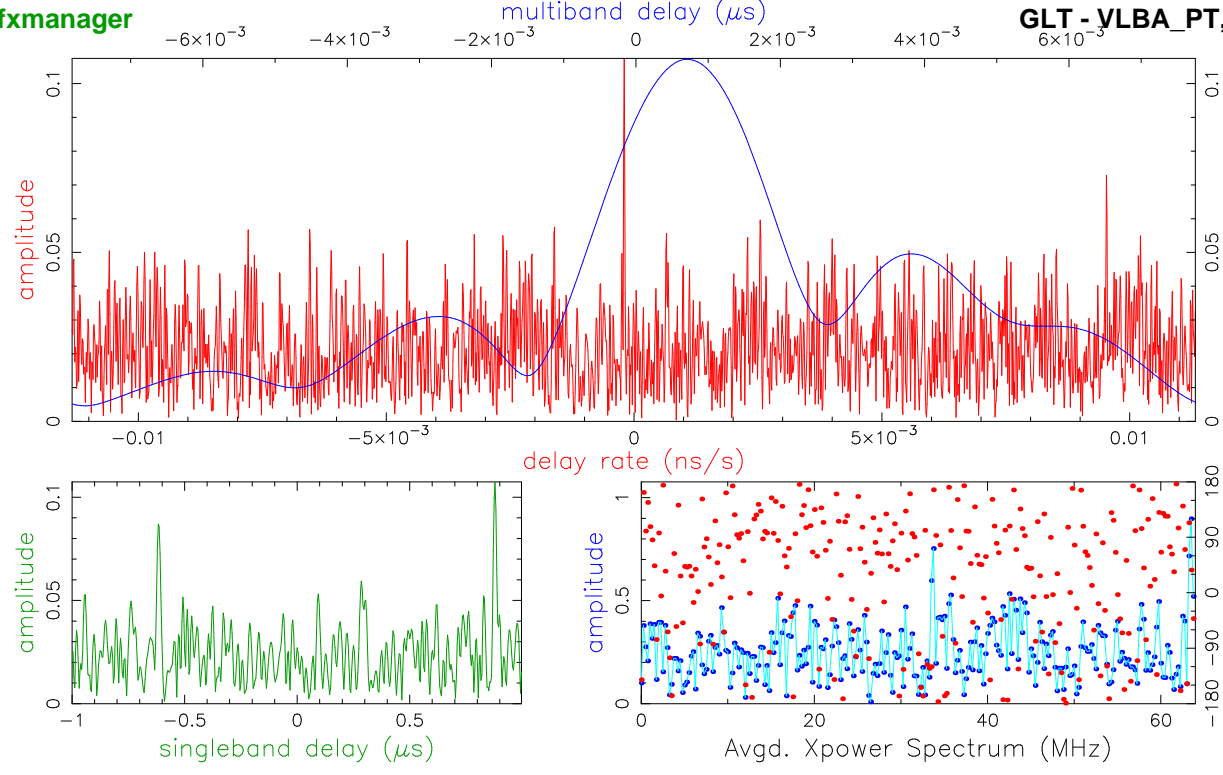 fxmanager
multiband delay (μs)
GLT - VLBA_PT,
−6×10⁻³ −4×10⁻³ −2×10⁻³ 0 2×10⁻³ 4×10⁻³ 6×10⁻³
amplitude
0 0.05 0.1
0 0.05 0.1
−0.01 −5×10⁻³ 0 5×10⁻³ 0.01
delay rate (ns/s)
amplitude
0 0.05 0.1
−1 −0.5 0 0.5
singleband delay (μs)
amplitude
0 0.5 1
−180 −90 0 90 180
0 20 40 60
Avgd. Xpower Spectrum (MHz)